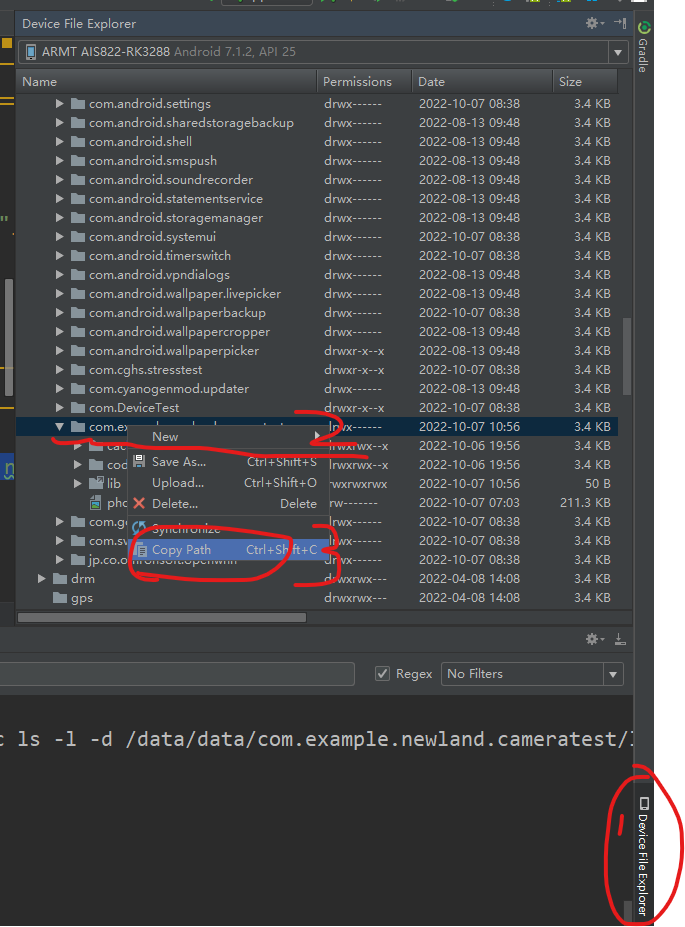 Device File Explorer
Gradle
ARMT AIS822-RK3288 Android 7.1.2, API 25
Name Permissions Date Size
com.android.settings drwx------ 2022-10-07 08:38 3.4 KB
com.android.sharedstoragebackup drwx------ 2022-08-13 09:48 3.4 KB
com.android.shell drwx------ 2022-08-13 09:48 3.4 KB
com.android.smspush drwx------ 2022-08-13 09:48 3.4 KB
com.android.soundrecorder drwx------ 2022-08-13 09:48 3.4 KB
com.android.statementservice drwx------ 2022-08-13 09:48 3.4 KB
com.android.storagemanager drwx------ 2022-08-13 09:48 3.4 KB
com.android.systemui drwx------ 2022-10-07 08:38 3.4 KB
com.android.timerswitch drwx------ 2022-10-07 08:38 3.4 KB
com.android.vpndialogs drwx------ 2022-08-13 09:48 3.4 KB
com.android.wallpaper.livepicker drwx------ 2022-08-13 09:48 3.4 KB
com.android.wallpaperbackup drwx------ 2022-10-07 08:38 3.4 KB
com.android.wallpapercropper drwx------ 2022-08-13 09:48 3.4 KB
com.android.wallpaperpicker drwxr-x--x 2022-08-13 09:48 3.4 KB
com.cghs.stresstest drwxr-x--x 2022-10-07 08:38 3.4 KB
com.cyanogenmod.updater drwx------ 2022-08-13 09:48 3.4 KB
com.DeviceTest drwxr-x--x 2022-10-07 08:38 3.4 KB
com.ex drwx------ 2022-10-07 10:56 3.4 KB
New
cac drwxrwx--x 2022-10-06 19:56 3.4 KB
Save As... Ctrl+Shift+S
cod drwxrwx--x 2022-10-06 19:56 3.4 KB
Upload... Ctrl+Shift+O
lib rwxrwxrwx 2022-10-07 10:56 50 B
Delete... Delete
pho rw------- 2022-10-07 07:03 211.3 KB
com.go drwx------ 2022-10-07 08:38 3.4 KB
Synchronize
com.sv drwx------ 2022-10-07 08:38 3.4 KB
Copy Path Ctrl+Shift+C
jp.co.omronsoft.openwnn drwx------ 2022-10-07 08:38 3.4 KB
drm drwxrwx--- 2022-04-08 14:08 3.4 KB
gps drwxrwx--- 2022-04-08 14:08 3.4 KB
Regex No Filters
c ls -l -d /data/data/com.example.newland.cameratest/
Device File Explorer